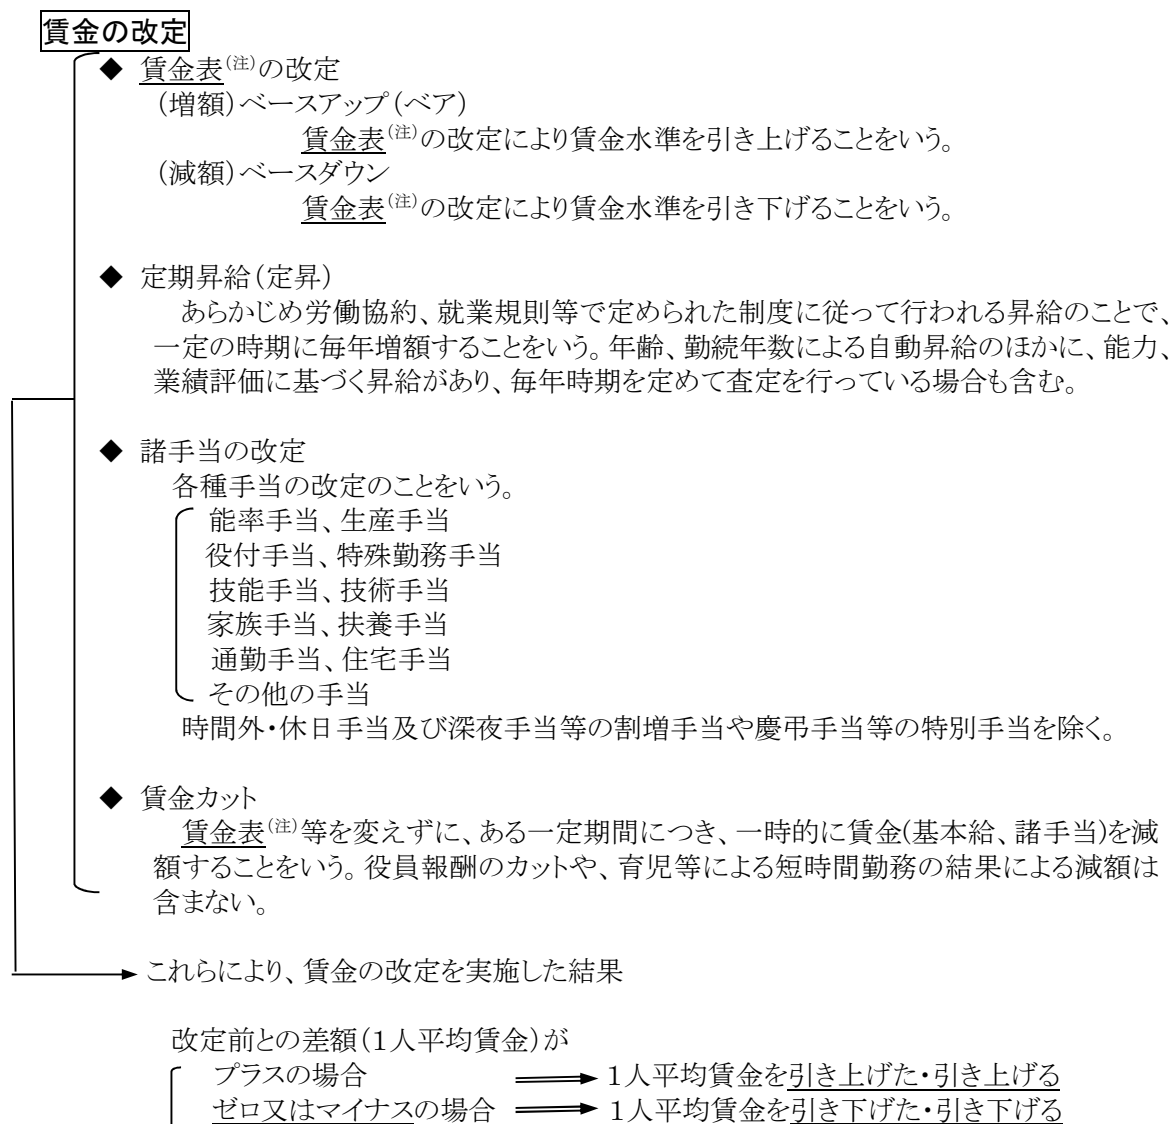 賃金の改定
◆ 賃金表(注)の改定
(増額)ベースアップ(ベア)
賃金表(注)の改定により賃金水準を引き上げることをいう。
(減額)ベースダウン
賃金表(注)の改定により賃金水準を引き下げることをいう。
◆ 定期昇給(定昇)
あらかじめ労働協約、就業規則等で定められた制度に従って行われる昇給のことで、
一定の時期に毎年増額することをいう。年齢、勤続年数による自動昇給のほかに、能力、
業績評価に基づく昇給があり、毎年時期を定めて査定を行っている場合も含む。
◆ 諸手当の改定
各種手当の改定のことをいう。
能率手当、生産手当
役付手当、特殊勤務手当
技能手当、技術手当
家族手当、扶養手当
通勤手当、住宅手当
その他の手当
時間外・休日手当及び深夜手当等の割増手当や慶弔手当等の特別手当を除く。
◆ 賃金カット
賃金表(注)等を変えずに、ある一定期間につき、一時的に賃金(基本給、諸手当)を減
額することをいう。役員報酬のカットや、育児等による短時間勤務の結果による減額は
含まない。
これらにより、賃金の改定を実施した結果
改定前との差額(1人平均賃金)が
プラスの場合 1人平均賃金を引き上げた・引き上げる
ゼロ又はマイナスの場合 1人平均賃金を引き下げた・引き下げる